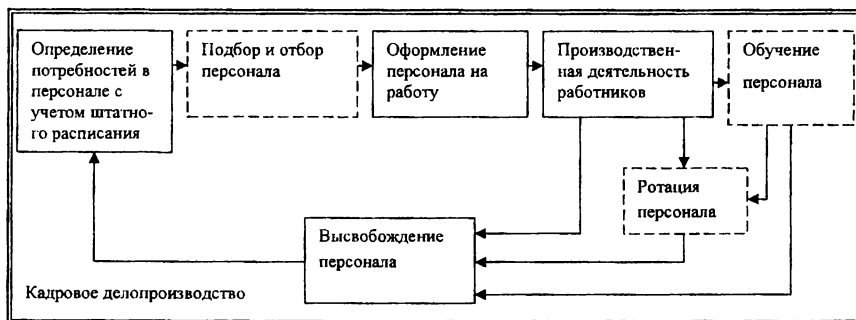 Определение
потребностей в
персонале с
учетом штатно-
го расписания
Подбор и отбор
персонала
Оформление
персонала на
работу
Производствен-
ная деятельность
работников
Обучение
персонала
Ротация
персонала
Высвобождение
персонала
Кадровое делопроизводство